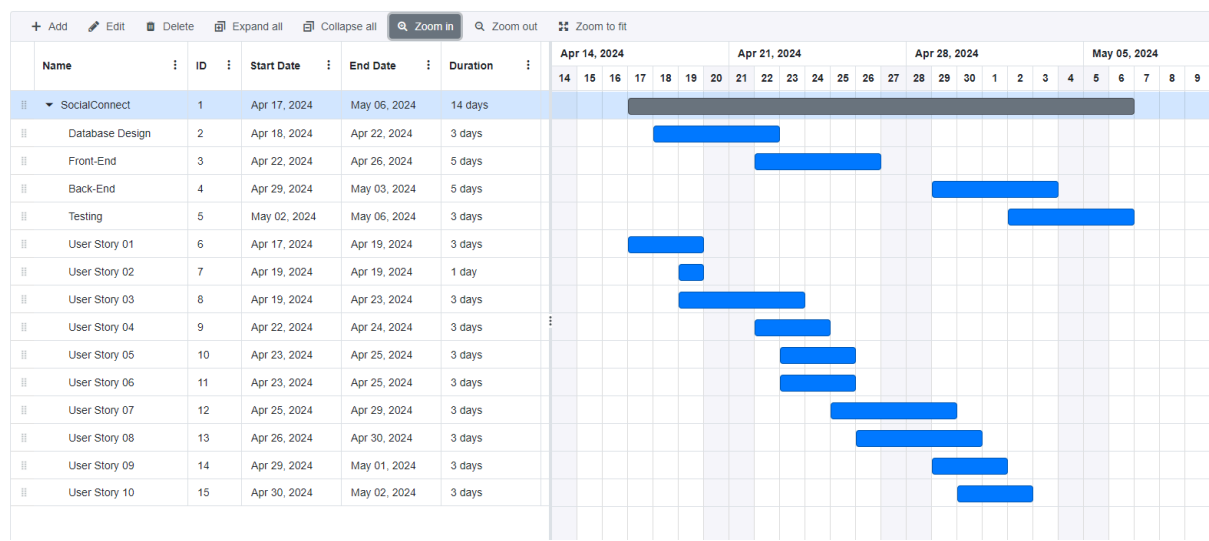 Add Edit Delete Expand all Collapse all Zoom in Zoom out Zoom to fit
Apr 14, 2024 Apr 21, 2024 Apr 28, 2024 May 05, 2024
Name ID Start Date End Date Duration
14 15 16 17 18 19 20 21 22 23 24 25 26 27 28 29 30 1 2 3 4 5 6 7 8 9
SocialConnect 1 Apr 17, 2024 May 06, 2024 14 days
Database Design 2 Apr 18, 2024 Apr 22, 2024 3 days
Front-End 3 Apr 22, 2024 Apr 26, 2024 5 days
Back-End 4 Apr 29, 2024 May 03, 2024 5 days
Testing 5 May 02, 2024 May 06, 2024 3 days
User Story 01 6 Apr 17, 2024 Apr 19, 2024 3 days
User Story 02 7 Apr 19, 2024 Apr 19, 2024 1 day
User Story 03 8 Apr 19, 2024 Apr 23, 2024 3 days
User Story 04 9 Apr 22, 2024 Apr 24, 2024 3 days
User Story 05 10 Apr 23, 2024 Apr 25, 2024 3 days
User Story 06 11 Apr 23, 2024 Apr 25, 2024 3 days
User Story 07 12 Apr 25, 2024 Apr 29, 2024 3 days
User Story 08 13 Apr 26, 2024 Apr 30, 2024 3 days
User Story 09 14 Apr 29, 2024 May 01, 2024 3 days
User Story 10 15 Apr 30, 2024 May 02, 2024 3 days